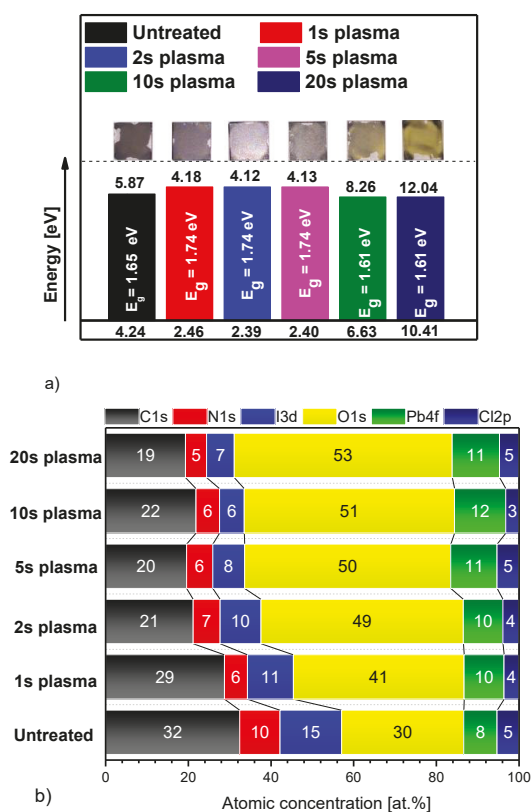 Untreated 1s plasma
2s plasma 5s plasma
10s plasma 20s plasma
Energy [eV]
5.87 4.18 4.12 4.13 8.26 12.04
E_g = 1.65 eV
E_g = 1.74 eV
E_g = 1.74 eV
E_g = 1.74 eV
E_g = 1.61 eV
E_g = 1.61 eV
4.24 2.46 2.39 2.40 6.63 10.41
a)
C1s N1s I3d O1s Pb4f Cl2p
20s plasma 19 5 7 53 11 5
10s plasma 22 6 6 51 12 3
5s plasma 20 6 8 50 11 5
2s plasma 21 7 10 49 10 4
1s plasma 29 6 11 41 10 4
Untreated 32 10 15 30 8 5
0 20 40 60 80 100
b)
Atomic concentration [at.%]